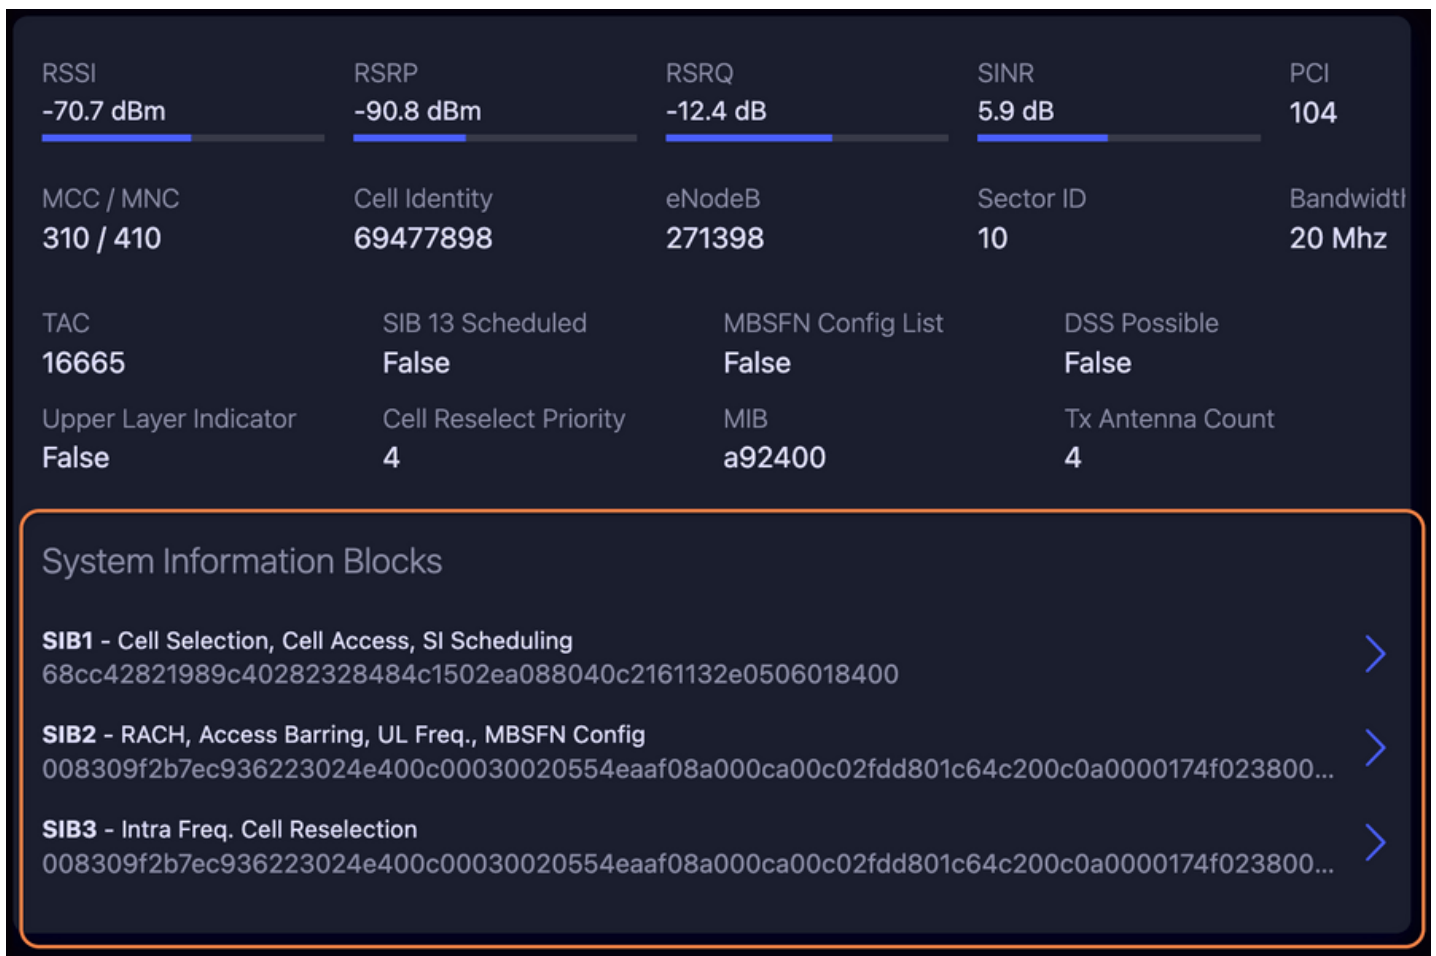 RSSI RSRP RSRQ SINR PCI
-70.7 dBm -90.8 dBm -12.4 dB 5.9 dB 104
MCC / MNC Cell Identity eNodeB Sector ID Bandwidth
310 / 410 69477898 271398 10 20 Mhz
TAC SIB 13 Scheduled MBSFN Config List DSS Possible
16665 False False False
Upper Layer Indicator Cell Reselect Priority MIB Tx Antenna Count
False 4 a92400 4
System Information Blocks
SIB1 - Cell Selection, Cell Access, SI Scheduling
68cc42821989c40282328484c1502ea088040c2161132e0506018400
SIB2 - RACH, Access Barring, UL Freq., MBSFN Config
008309f2b7ec936223024e400c00030020554eaaf08a000ca00c02fdd801c64c200c0a0000174f023800...
SIB3 - Intra Freq. Cell Reselection
008309f2b7ec936223024e400c00030020554eaaf08a000ca00c02fdd801c64c200c0a0000174f023800...